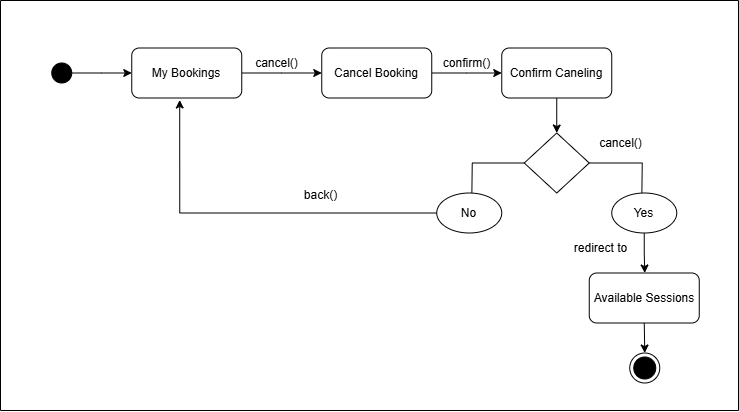 My Bookings
cancel()
Cancel Booking
confirm()
Confirm Caneling
cancel()
back()
No
Yes
redirect to
Available Sessions